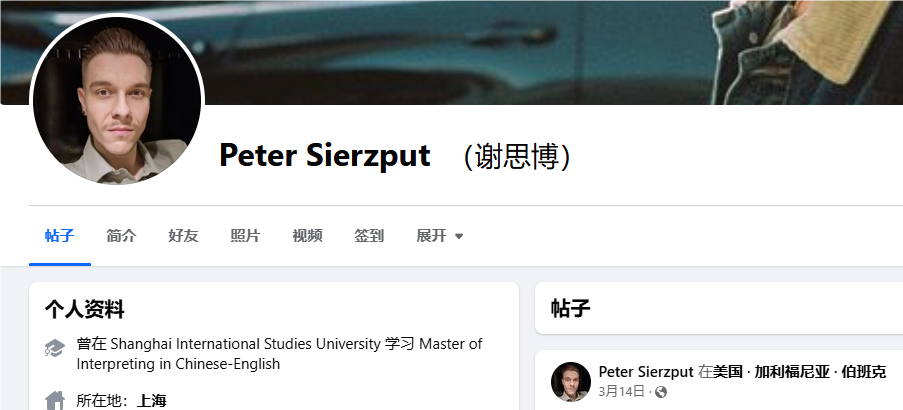 Peter Sierzput （谢思博）
帖子 简介 好友 照片 视频 签到 展开
个人资料
曾在 Shanghai International Studies University 学习 Master of
Interpreting in Chinese-English
所在地：上海
帖子
Peter Sierzput 在美国 · 加利福尼亚 · 伯班克
3月14日 ·